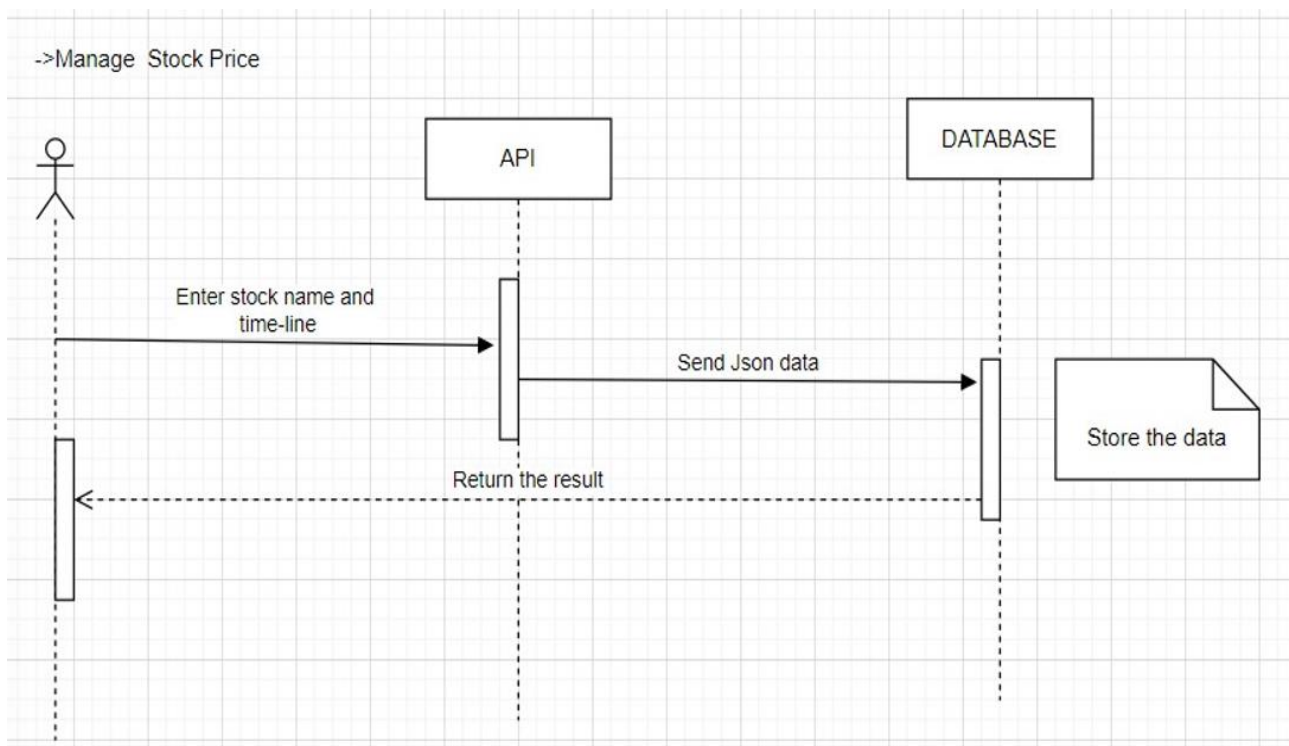 ->Manage  Stock Price
API
DATABASE
Enter stock name and
time-line
Send Json data
Store the data
Return the result